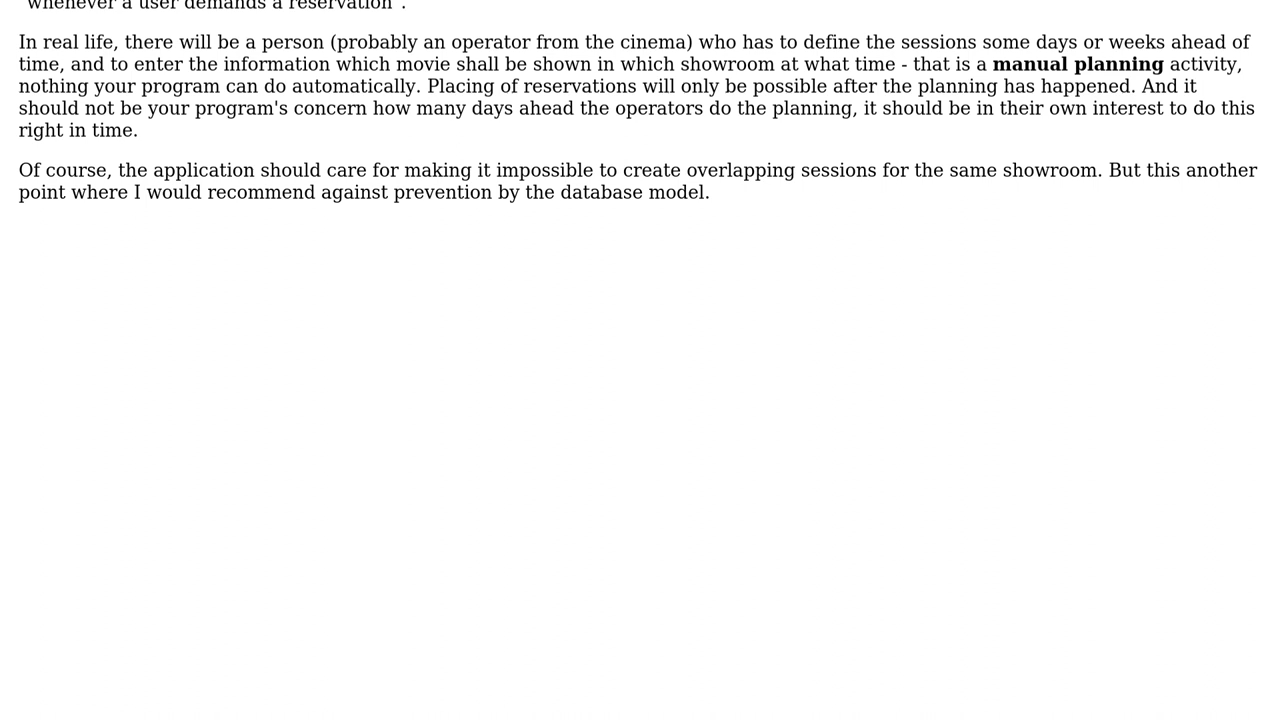 "whenever a user demands a reservation".
In real life, there will be a person (probably an operator from the cinema) who has to define the sessions some days or weeks ahead of
time, and to enter the information which movie shall be shown in which showroom at what time - that is a manual planning activity,
nothing your program can do automatically. Placing of reservations will only be possible after the planning has happened. And it
should not be your program's concern how many days ahead the operators do the planning, it should be in their own interest to do this
right in time.
Of course, the application should care for making it impossible to create overlapping sessions for the same showroom. But this another
point where I would recommend against prevention by the database model.